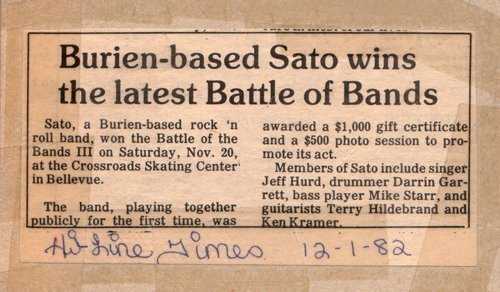 Burien-based Sato wins
the latest Battle of Bands
Sato, a Burien-based rock 'n
roll band, won the Battle of the
Bands III on Saturday, Nov. 20,
at the Crossroads Skating Center
in Bellevue.
The band, playing together
publicly for the first time, was
awarded a $1,000 gift certificate
and a $500 photo session to pro-
mote its act.
Members of Sato include singer
Jeff Hurd, drummer Darrin Gar-
rett, bass player Mike Starr, and
guitarists Terry Hildebrand and
Ken Kramer.
Hi-Line Times 12-1-82